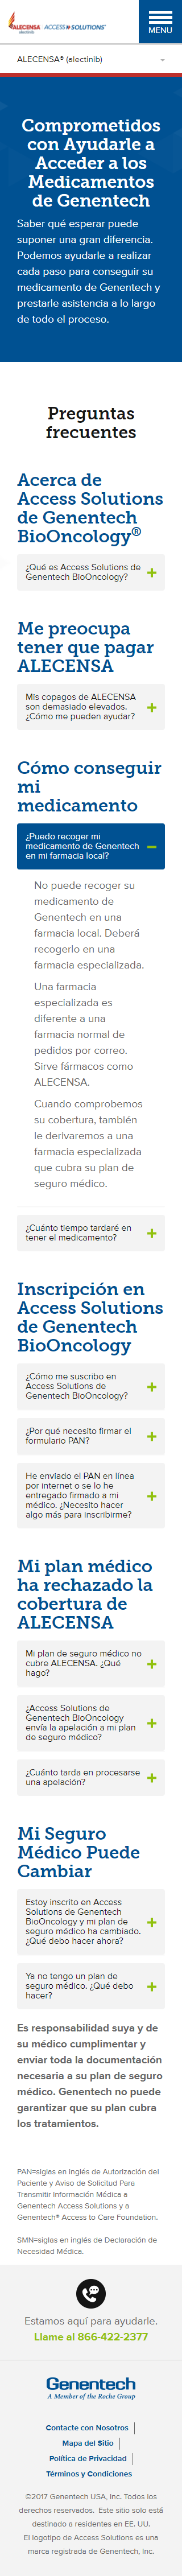 ALECENSA®
alectinib
ACCESS SOLUTIONS®
MENU
ALECENSA® (alectinib)
Comprometidos
con Ayudarle a
Acceder a los
Medicamentos
de Genentech
Saber qué esperar puede
suponer una gran diferencia.
Podemos ayudarle a realizar
cada paso para conseguir su
medicamento de Genentech y
prestarle asistencia a lo largo
de todo el proceso.
Preguntas
frecuentes
Acerca de
Access Solutions
de Genentech
BioOncology®
¿Qué es Access Solutions de
Genentech BioOncology?
Me preocupa
tener que pagar
ALECENSA
Mis copagos de ALECENSA
son demasiado elevados.
¿Cómo me pueden ayudar?
Cómo conseguir
mi
medicamento
¿Puedo recoger mi
medicamento de Genentech
en mi farmacia local?
No puede recoger su
medicamento de
Genentech en una
farmacia local. Deberá
recogerlo en una
farmacia especializada.
Una farmacia
especializada es
diferente a una
farmacia normal de
pedidos por correo.
Sirve fármacos como
ALECENSA.
Cuando comprobemos
su cobertura, también
le derivaremos a una
farmacia especializada
que cubra su plan de
seguro médico.
¿Cuánto tiempo tardaré en
tener el medicamento?
Inscripción en
Access Solutions
de Genentech
BioOncology
¿Cómo me suscribo en
Access Solutions de
Genentech BioOncology?
¿Por qué necesito firmar el
formulario PAN?
He enviado el PAN en línea
por internet o se lo he
entregado firmado a mi
médico. ¿Necesito hacer
algo más para inscribirme?
Mi plan médico
ha rechazado la
cobertura de
ALECENSA
Mi plan de seguro médico no
cubre ALECENSA. ¿Qué
hago?
¿Access Solutions de
Genentech BioOncology
envía la apelación a mi plan
de seguro médico?
¿Cuánto tarda en procesarse
una apelación?
Mi Seguro
Médico Puede
Cambiar
Estoy inscrito en Access
Solutions de Genentech
BioOncology y mi plan de
seguro médico ha cambiado.
¿Qué debo hacer ahora?
Ya no tengo un plan de
seguro médico. ¿Qué debo
hacer?
Es responsabilidad suya y de
su médico cumplimentar y
enviar toda la documentación
necesaria a su plan de seguro
médico. Genentech no puede
garantizar que su plan cubra
los tratamientos.
PAN=siglas en inglés de Autorización del
Paciente y Aviso de Solicitud Para
Transmitir Información Médica a
Genentech Access Solutions y a
Genentech® Access to Care Foundation.
SMN=siglas en inglés de Declaración de
Necesidad Médica.
Estamos aquí para ayudarle.
Llame al 866-422-2377
Genentech
A Member of the Roche Group
Contacte con Nosotros
Mapa del Sitio
Política de Privacidad
Términos y Condiciones
©2017 Genentech USA, Inc. Todos los
derechos reservados. Este sitio solo está
destinado a residentes en EE. UU.
El logotipo de Access Solutions es una
marca registrada de Genentech, Inc.